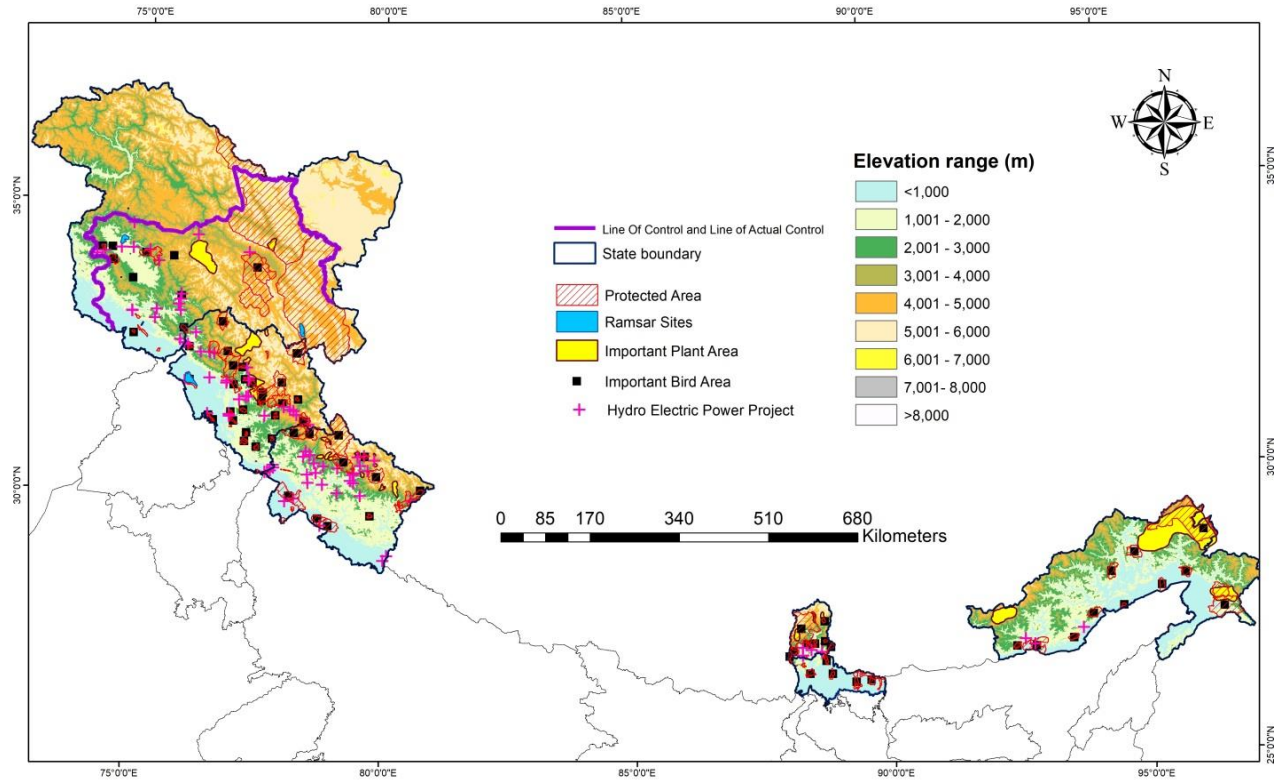 75°0'0"E 80°0'0"E 85°0'0"E 90°0'0"E 95°0'0"E
N
W E
S
35°0'0"N 35°0'0"N
Elevation range (m)
<1,000
1,001 - 2,000
2,001 - 3,000
3,001 - 4,000
4,001 - 5,000
5,001 - 6,000
6,001 - 7,000
7,001- 8,000
>8,000
Line Of Control and Line of Actual Control
State boundary
Protected Area
Ramsar Sites
Important Plant Area
Important Bird Area
Hydro Electric Power Project
30°0'0"N 30°0'0"N
0 85 170 340 510 680
Kilometers
25°0'0"N
75°0'0"E 80°0'0"E 85°0'0"E 90°0'0"E 95°0'0"E